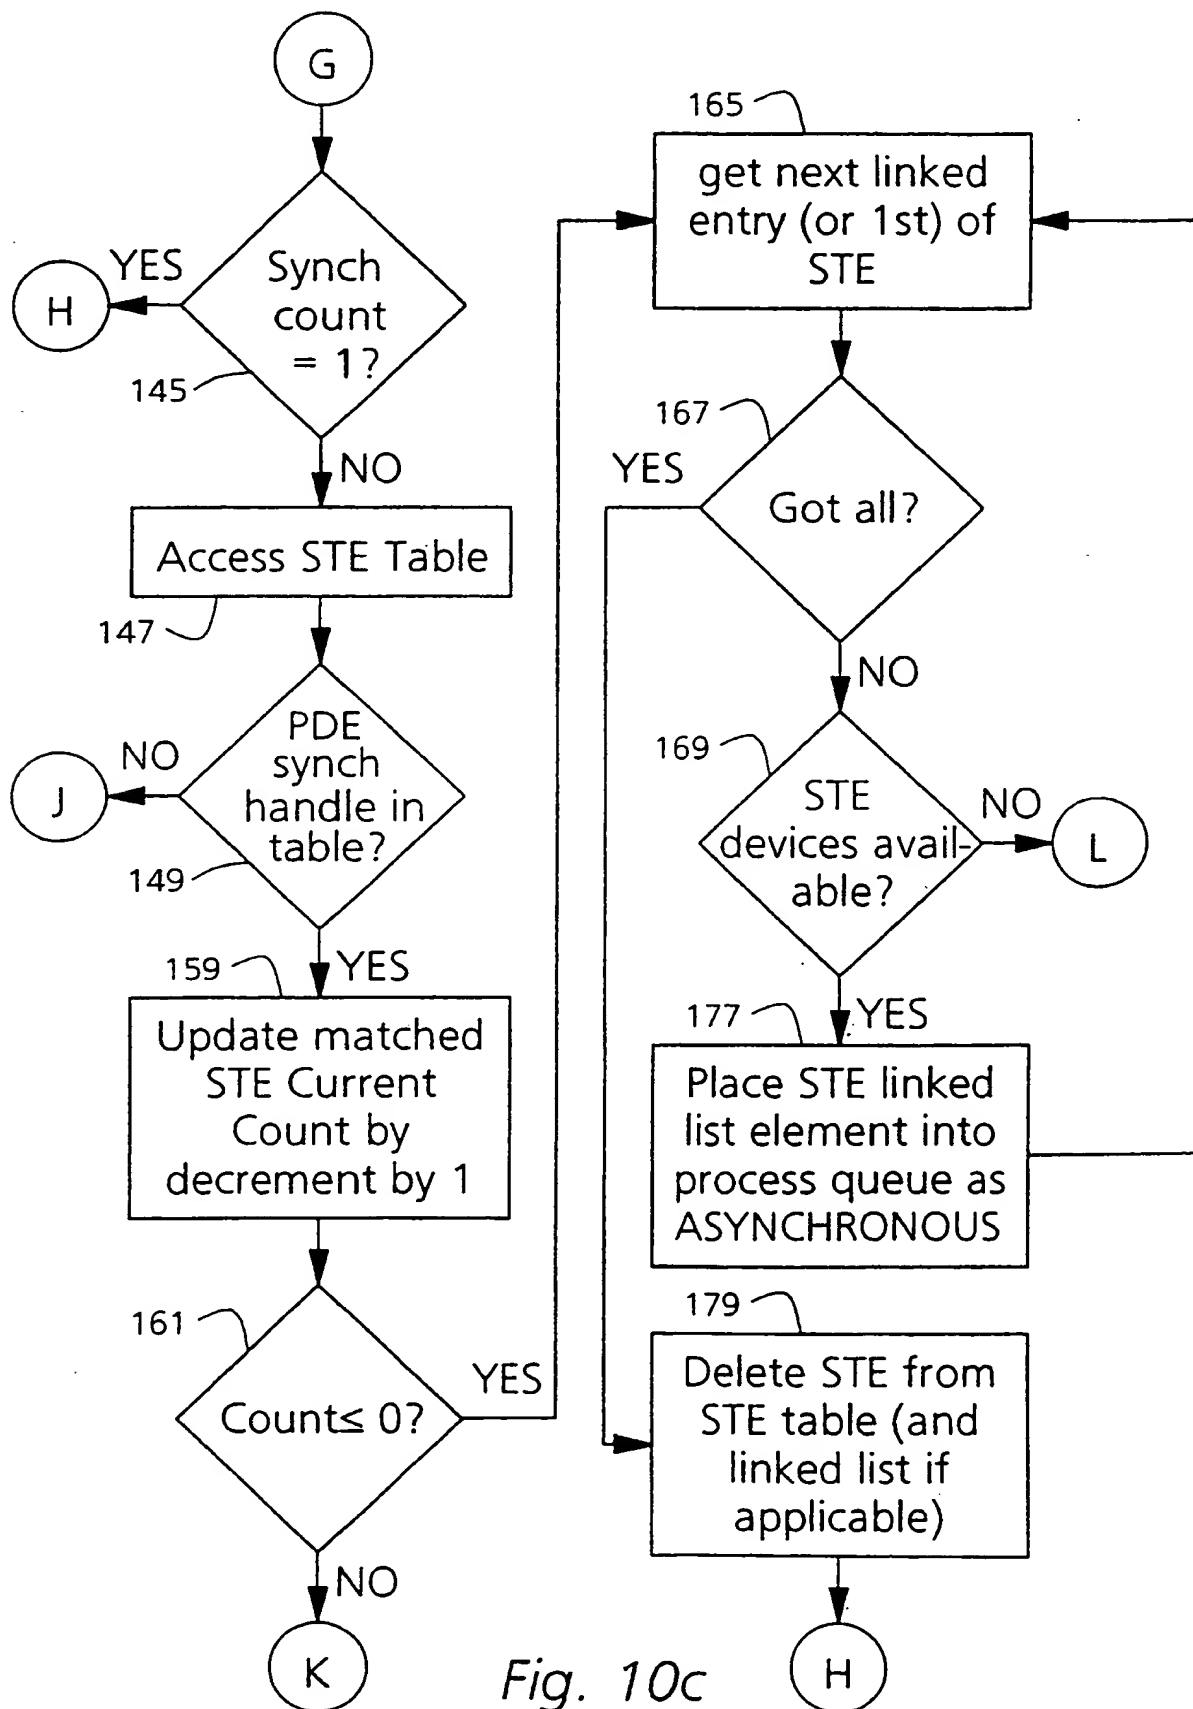 G
Synch
count
= 1?
YES
H
145
NO
Access STE Table
147
PDE
synch
handle in
table?
NO
J
149
YES
159
Update matched
STE Current
Count by
decrement by 1
161
Count≤ 0?
YES
NO
K
165
get next linked
entry (or 1st) of
STE
167
YES
Got all?
NO
169
STE
devices avail-
able?
NO
L
YES
177
Place STE linked
list element into
process queue as
ASYNCHRONOUS
179
Delete STE from
STE table (and
linked list if
applicable)
H
Fig. 10c